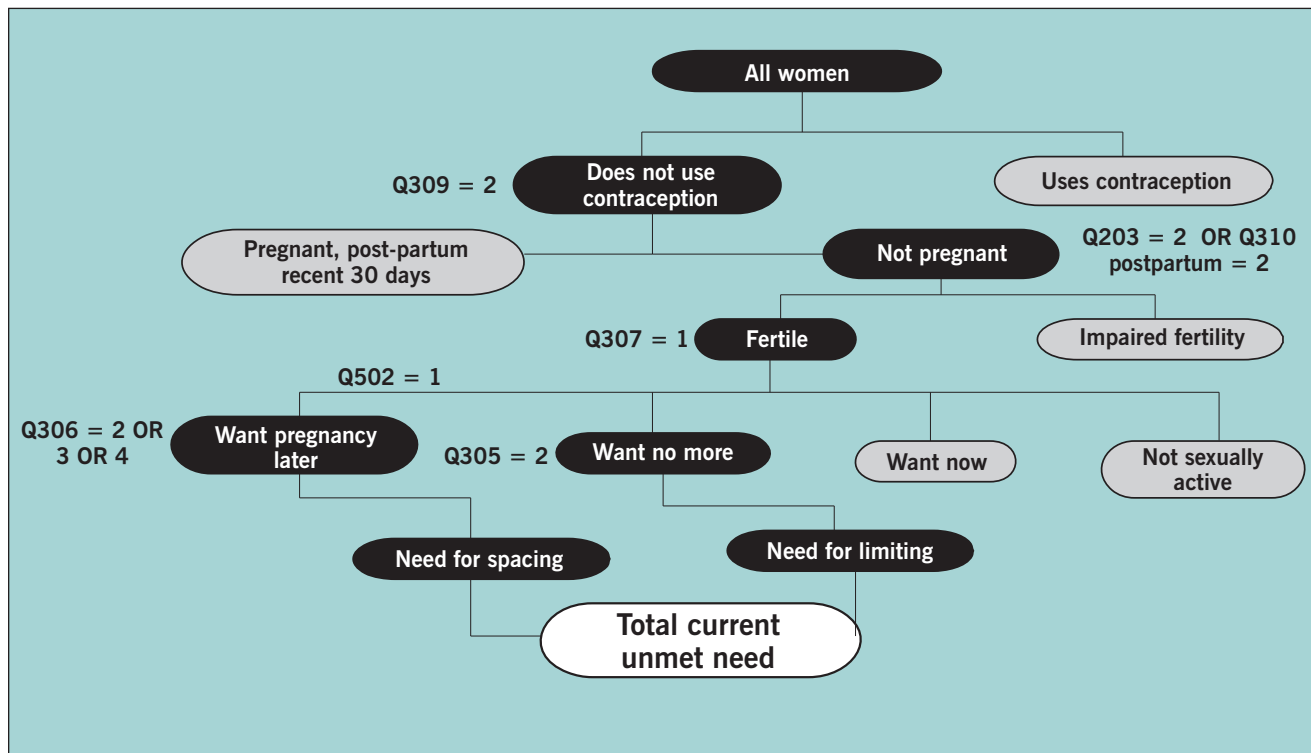 All women
Q309 = 2
Does not use
contraception
Uses contraception
Pregnant, post-partum
recent 30 days
Not pregnant
Q203 = 2 OR Q310
postpartum = 2
Q307 = 1
Fertile
Impaired fertility
Q502 = 1
Q306 = 2 OR
3 OR 4
Want pregnancy
later
Q305 = 2
Want no more
Want now
Not sexually
active
Need for spacing
Need for limiting
Total current
unmet need